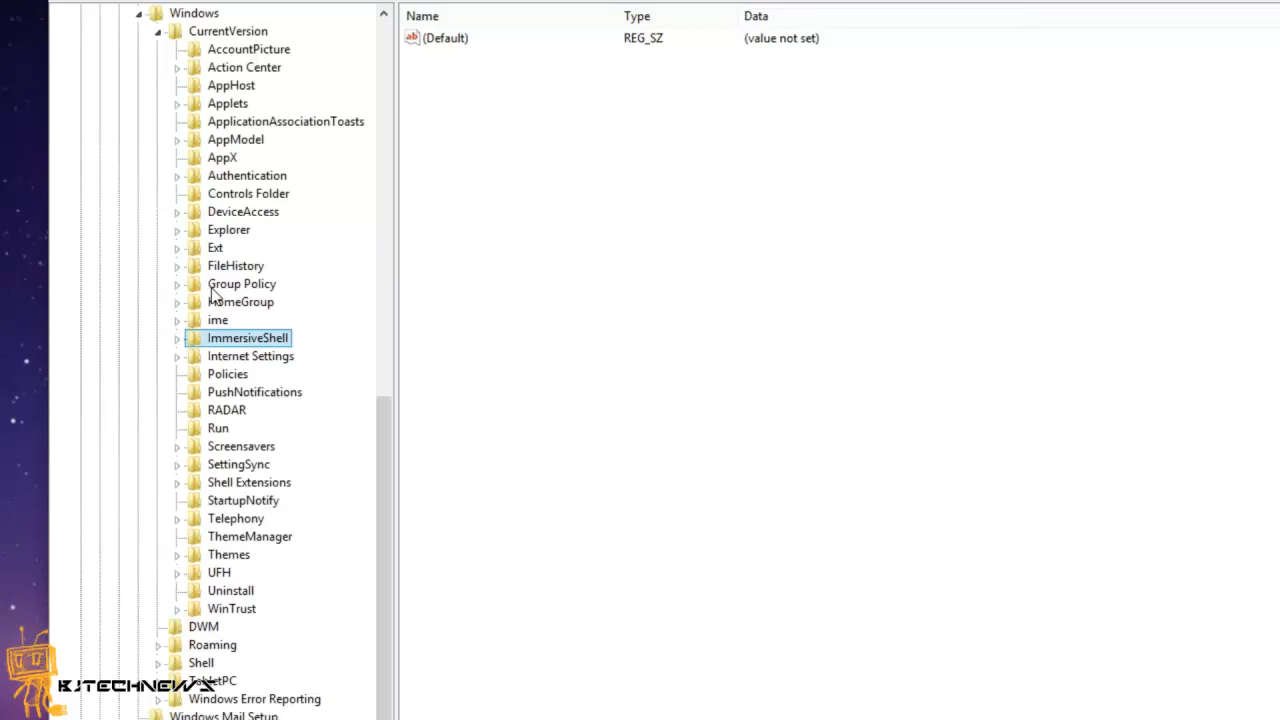 Windows
CurrentVersion
AccountPicture
Action Center
AppHost
Applets
ApplicationAssociationToasts
AppModel
AppX
Authentication
Controls Folder
DeviceAccess
Explorer
Ext
FileHistory
Group Policy
HomeGroup
ime
ImmersiveShell
Internet Settings
Policies
PushNotifications
RADAR
Run
Screensavers
SettingSync
Shell Extensions
StartupNotify
Telephony
ThemeManager
Themes
UFH
Uninstall
WinTrust
DWM
Roaming
Shell
TabletPC
Windows Error Reporting
Windows Mail Setup
Name Type Data
ab (Default) REG_SZ (value not set)
BJTECHNEWS